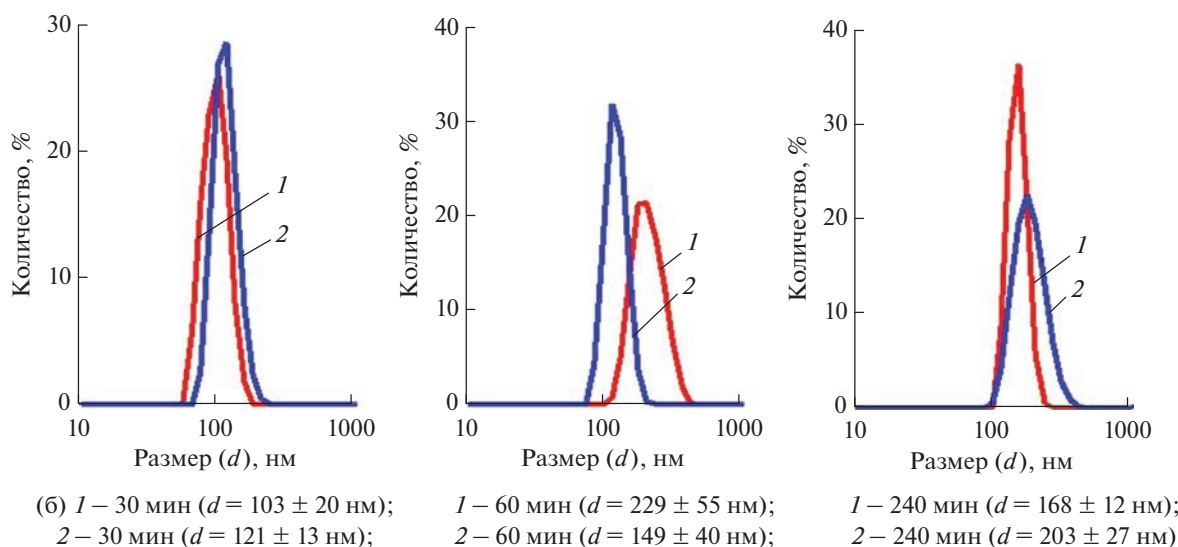 30
20
10
0
Количество, %
1
2
10
100
1000
Размер (d), нм
40
30
20
10
0
Количество, %
1
2
10
100
1000
Размер (d), нм
40
30
20
10
0
Количество, %
1
2
10
100
1000
Размер (d), нм
(б) 1 – 30 мин (d = 103 ± 20 нм);
2 – 30 мин (d = 121 ± 13 нм);
1 – 60 мин (d = 229 ± 55 нм);
2 – 60 мин (d = 149 ± 40 нм);
1 – 240 мин (d = 168 ± 12 нм);
2 – 240 мин (d = 203 ± 27 нм)